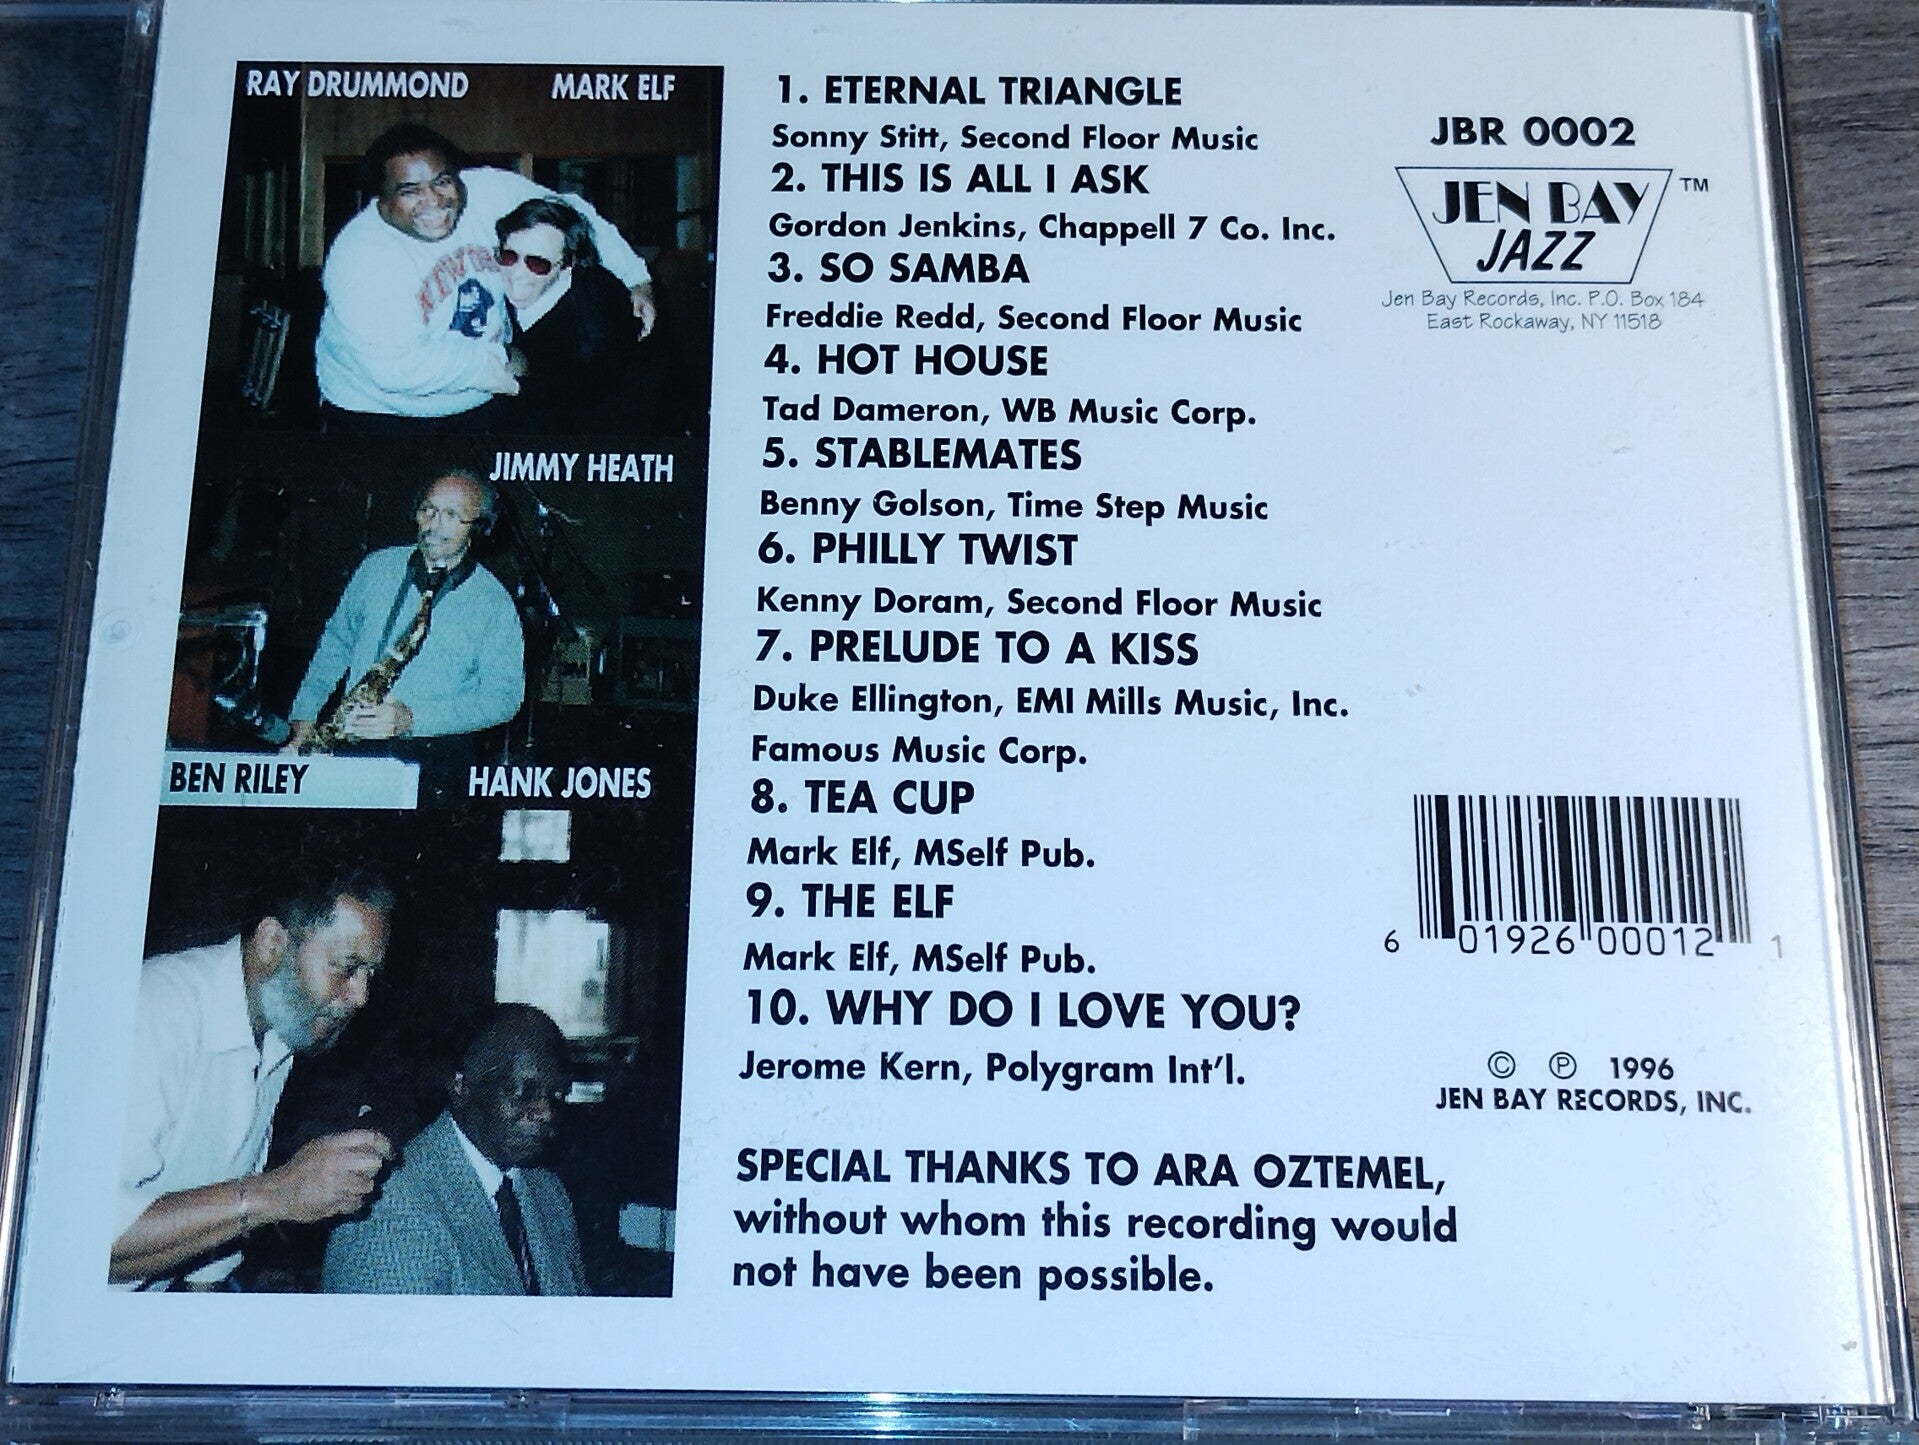 RAY DRUMMOND MARK ELF
JIMMY HEATH
BEN RILEY HANK JONES
1. ETERNAL TRIANGLE
Sonny Stitt, Second Floor Music
2. THIS IS ALL I ASK
Gordon Jenkins, Chappell 7 Co. Inc.
3. SO SAMBA
Freddie Redd, Second Floor Music
4. HOT HOUSE
Tad Dameron, WB Music Corp.
5. STABLEMATES
Benny Golson, Time Step Music
6. PHILLY TWIST
Kenny Doram, Second Floor Music
7. PRELUDE TO A KISS
Duke Ellington, EMI Mills Music, Inc.
Famous Music Corp.
8. TEA CUP
Mark Elf, MSelf Pub.
9. THE ELF
Mark Elf, MSelf Pub.
10. WHY DO I LOVE YOU?
Jerome Kern, Polygram Int'l.
SPECIAL THANKS TO ARA OZTEMEL,
without whom this recording would
not have been possible.
JBR 0002
JEN BAY TM
JAZZ
Jen Bay Records, Inc. P.O. Box 184
East Rockaway, NY 11518
6 01926 00012 1
© ℗ 1996
JEN BAY RECORDS, INC.